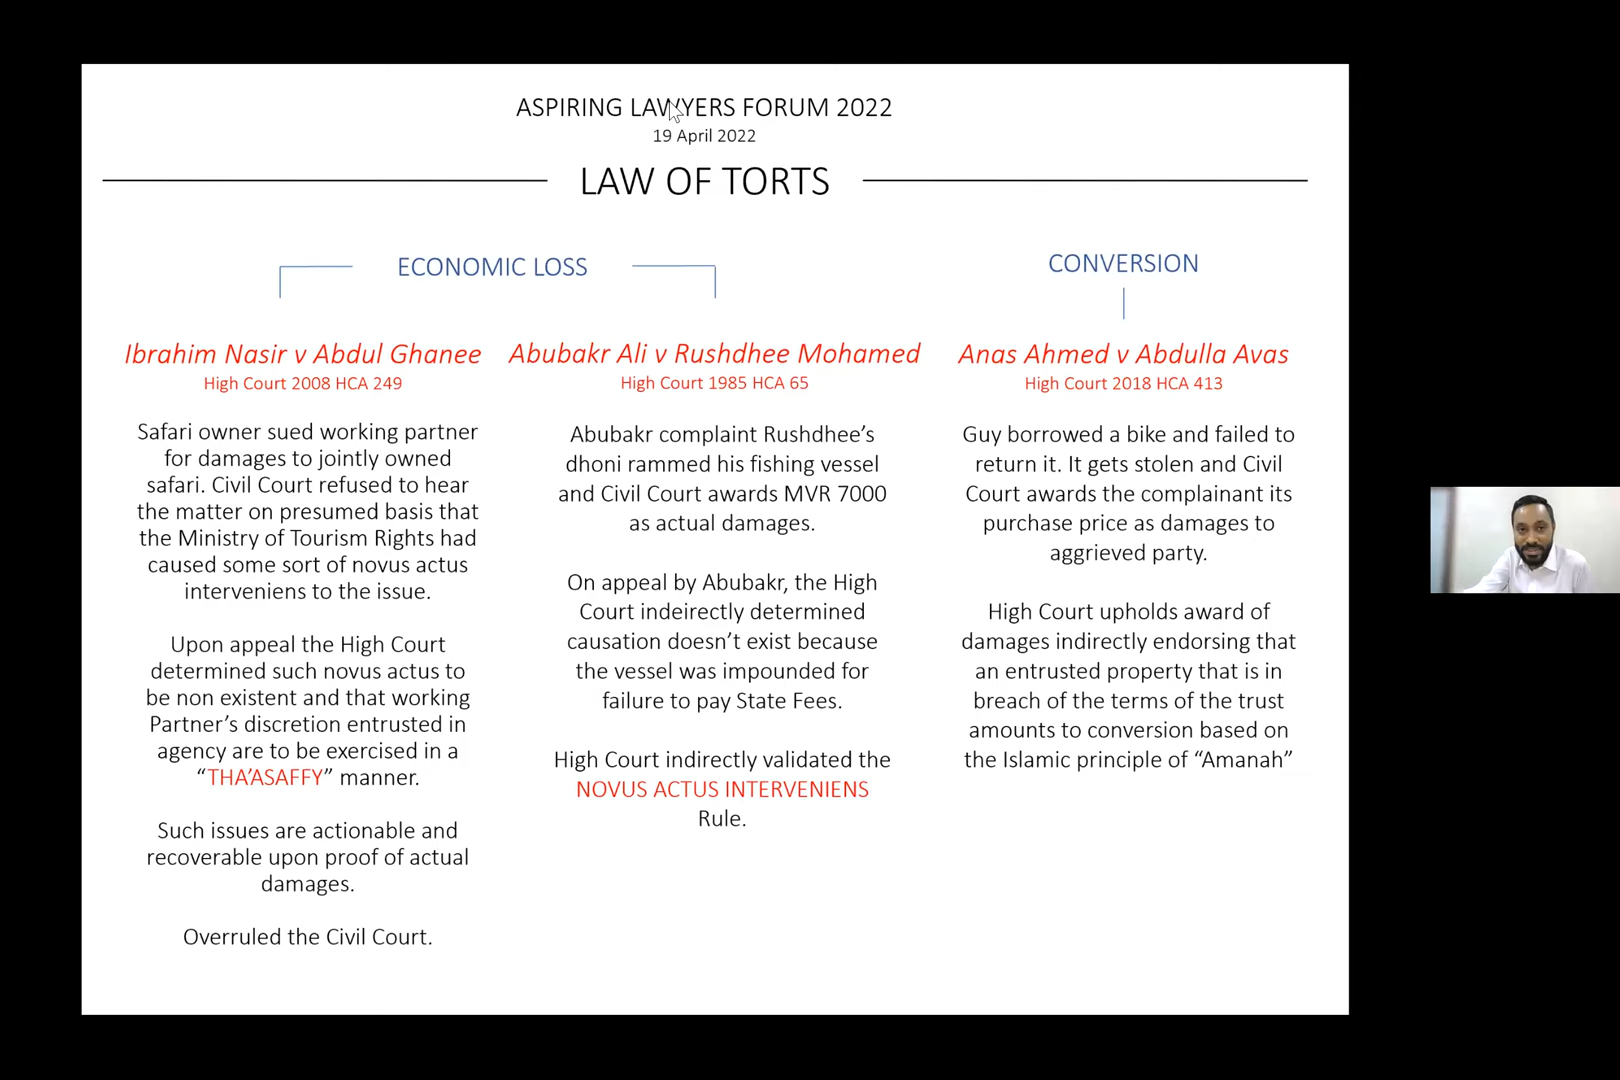 ASPIRING LAWYERS FORUM 2022
19 April 2022
LAW OF TORTS
ECONOMIC LOSS
CONVERSION
Ibrahim Nasir v Abdul Ghanee
High Court 2008 HCA 249
Safari owner sued working partner
for damages to jointly owned
safari. Civil Court refused to hear
the matter on presumed basis that
the Ministry of Tourism Rights had
caused some sort of novus actus
interveniens to the issue.
Upon appeal the High Court
determined such novus actus to
be non existent and that working
Partner’s discretion entrusted in
agency are to be exercised in a
“THA’ASAFFY” manner.
Such issues are actionable and
recoverable upon proof of actual
damages.
Overruled the Civil Court.
Abubakr Ali v Rushdhee Mohamed
High Court 1985 HCA 65
Abubakr complaint Rushdhee’s
dhoni rammed his fishing vessel
and Civil Court awards MVR 7000
as actual damages.
On appeal by Abubakr, the High
Court indeirectly determined
causation doesn’t exist because
the vessel was impounded for
failure to pay State Fees.
High Court indirectly validated the
NOVUS ACTUS INTERVENIENS
Rule.
Anas Ahmed v Abdulla Avas
High Court 2018 HCA 413
Guy borrowed a bike and failed to
return it. It gets stolen and Civil
Court awards the complainant its
purchase price as damages to
aggrieved party.
High Court upholds award of
damages indirectly endorsing that
an entrusted property that is in
breach of the terms of the trust
amounts to conversion based on
the Islamic principle of “Amanah”